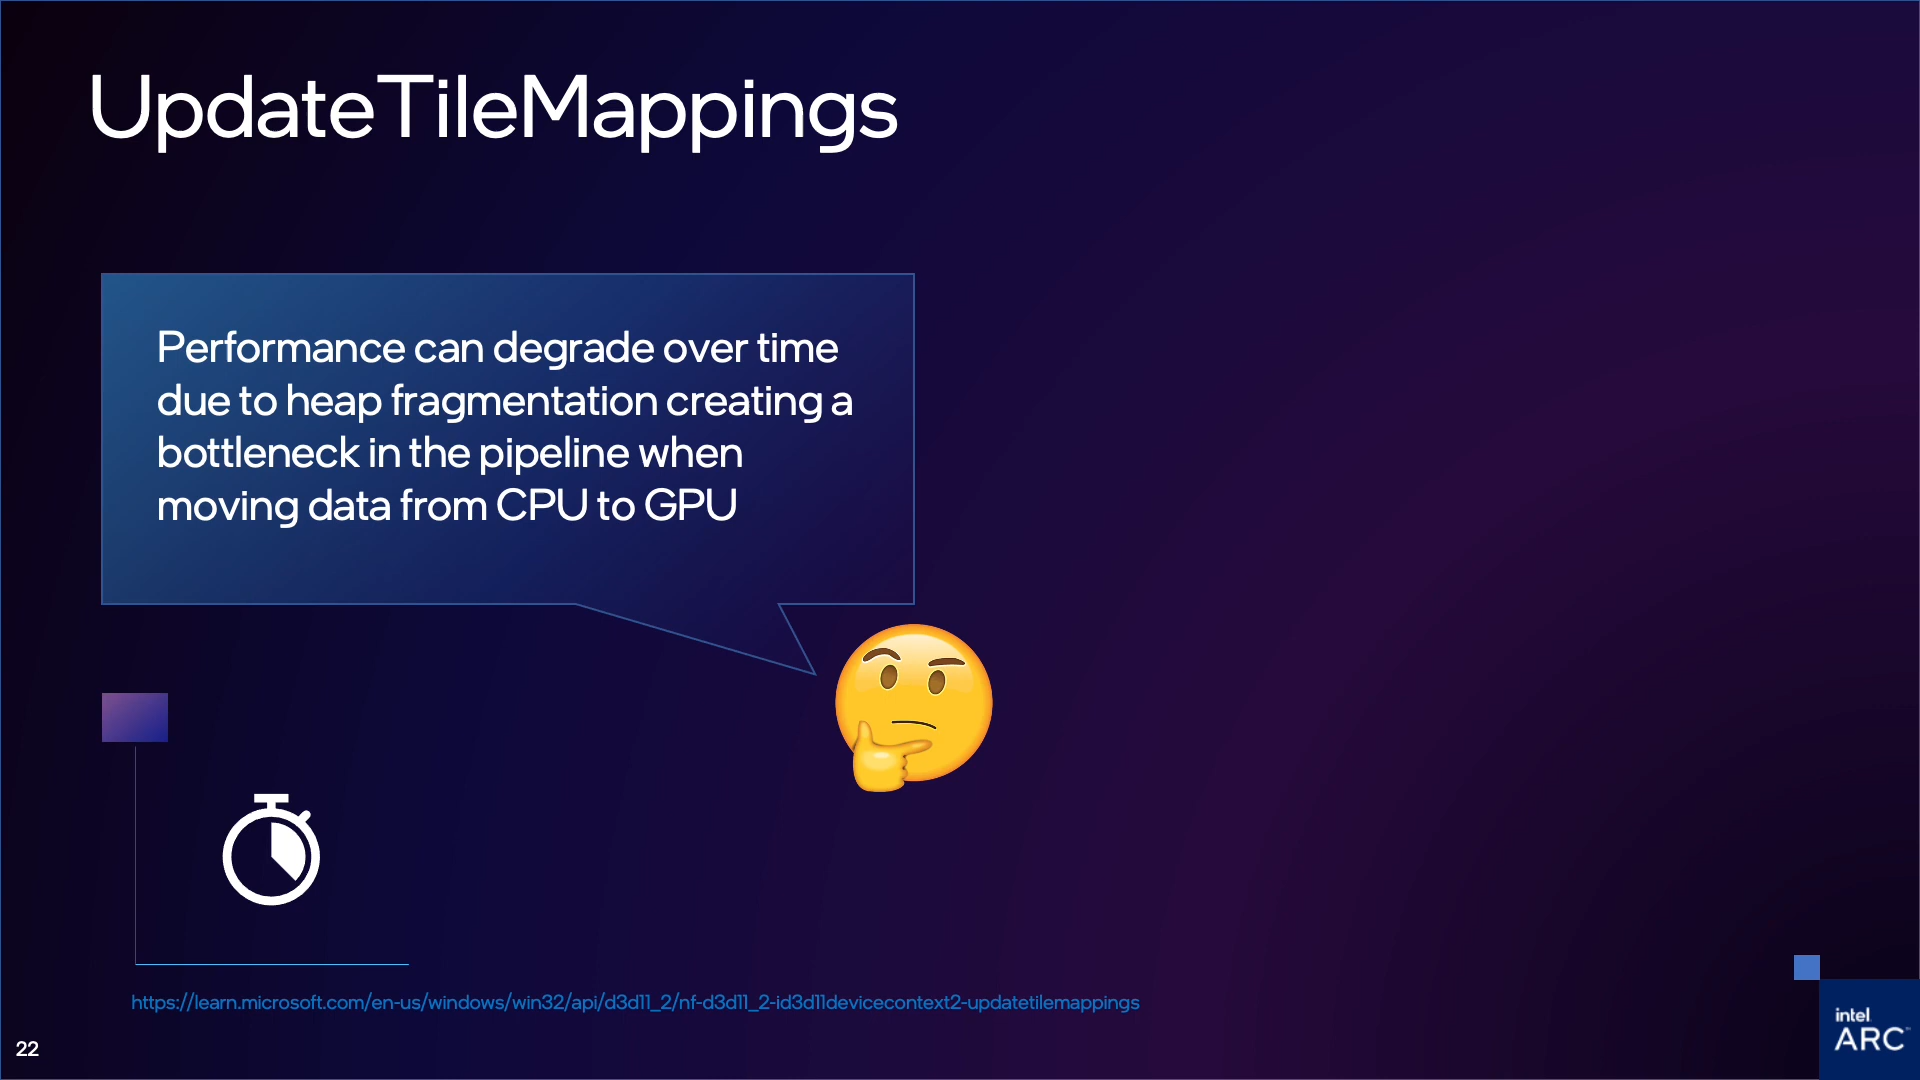 UpdateTileMappings
Performance can degrade over time
due to heap fragmentation creating a
bottleneck in the pipeline when
moving data from CPU to GPU
https://learn.microsoft.com/en-us/windows/win32/api/d3d11_2/nf-d3d11_2-id3d11devicecontext2-updatetilemappings
22
intel
ARC™